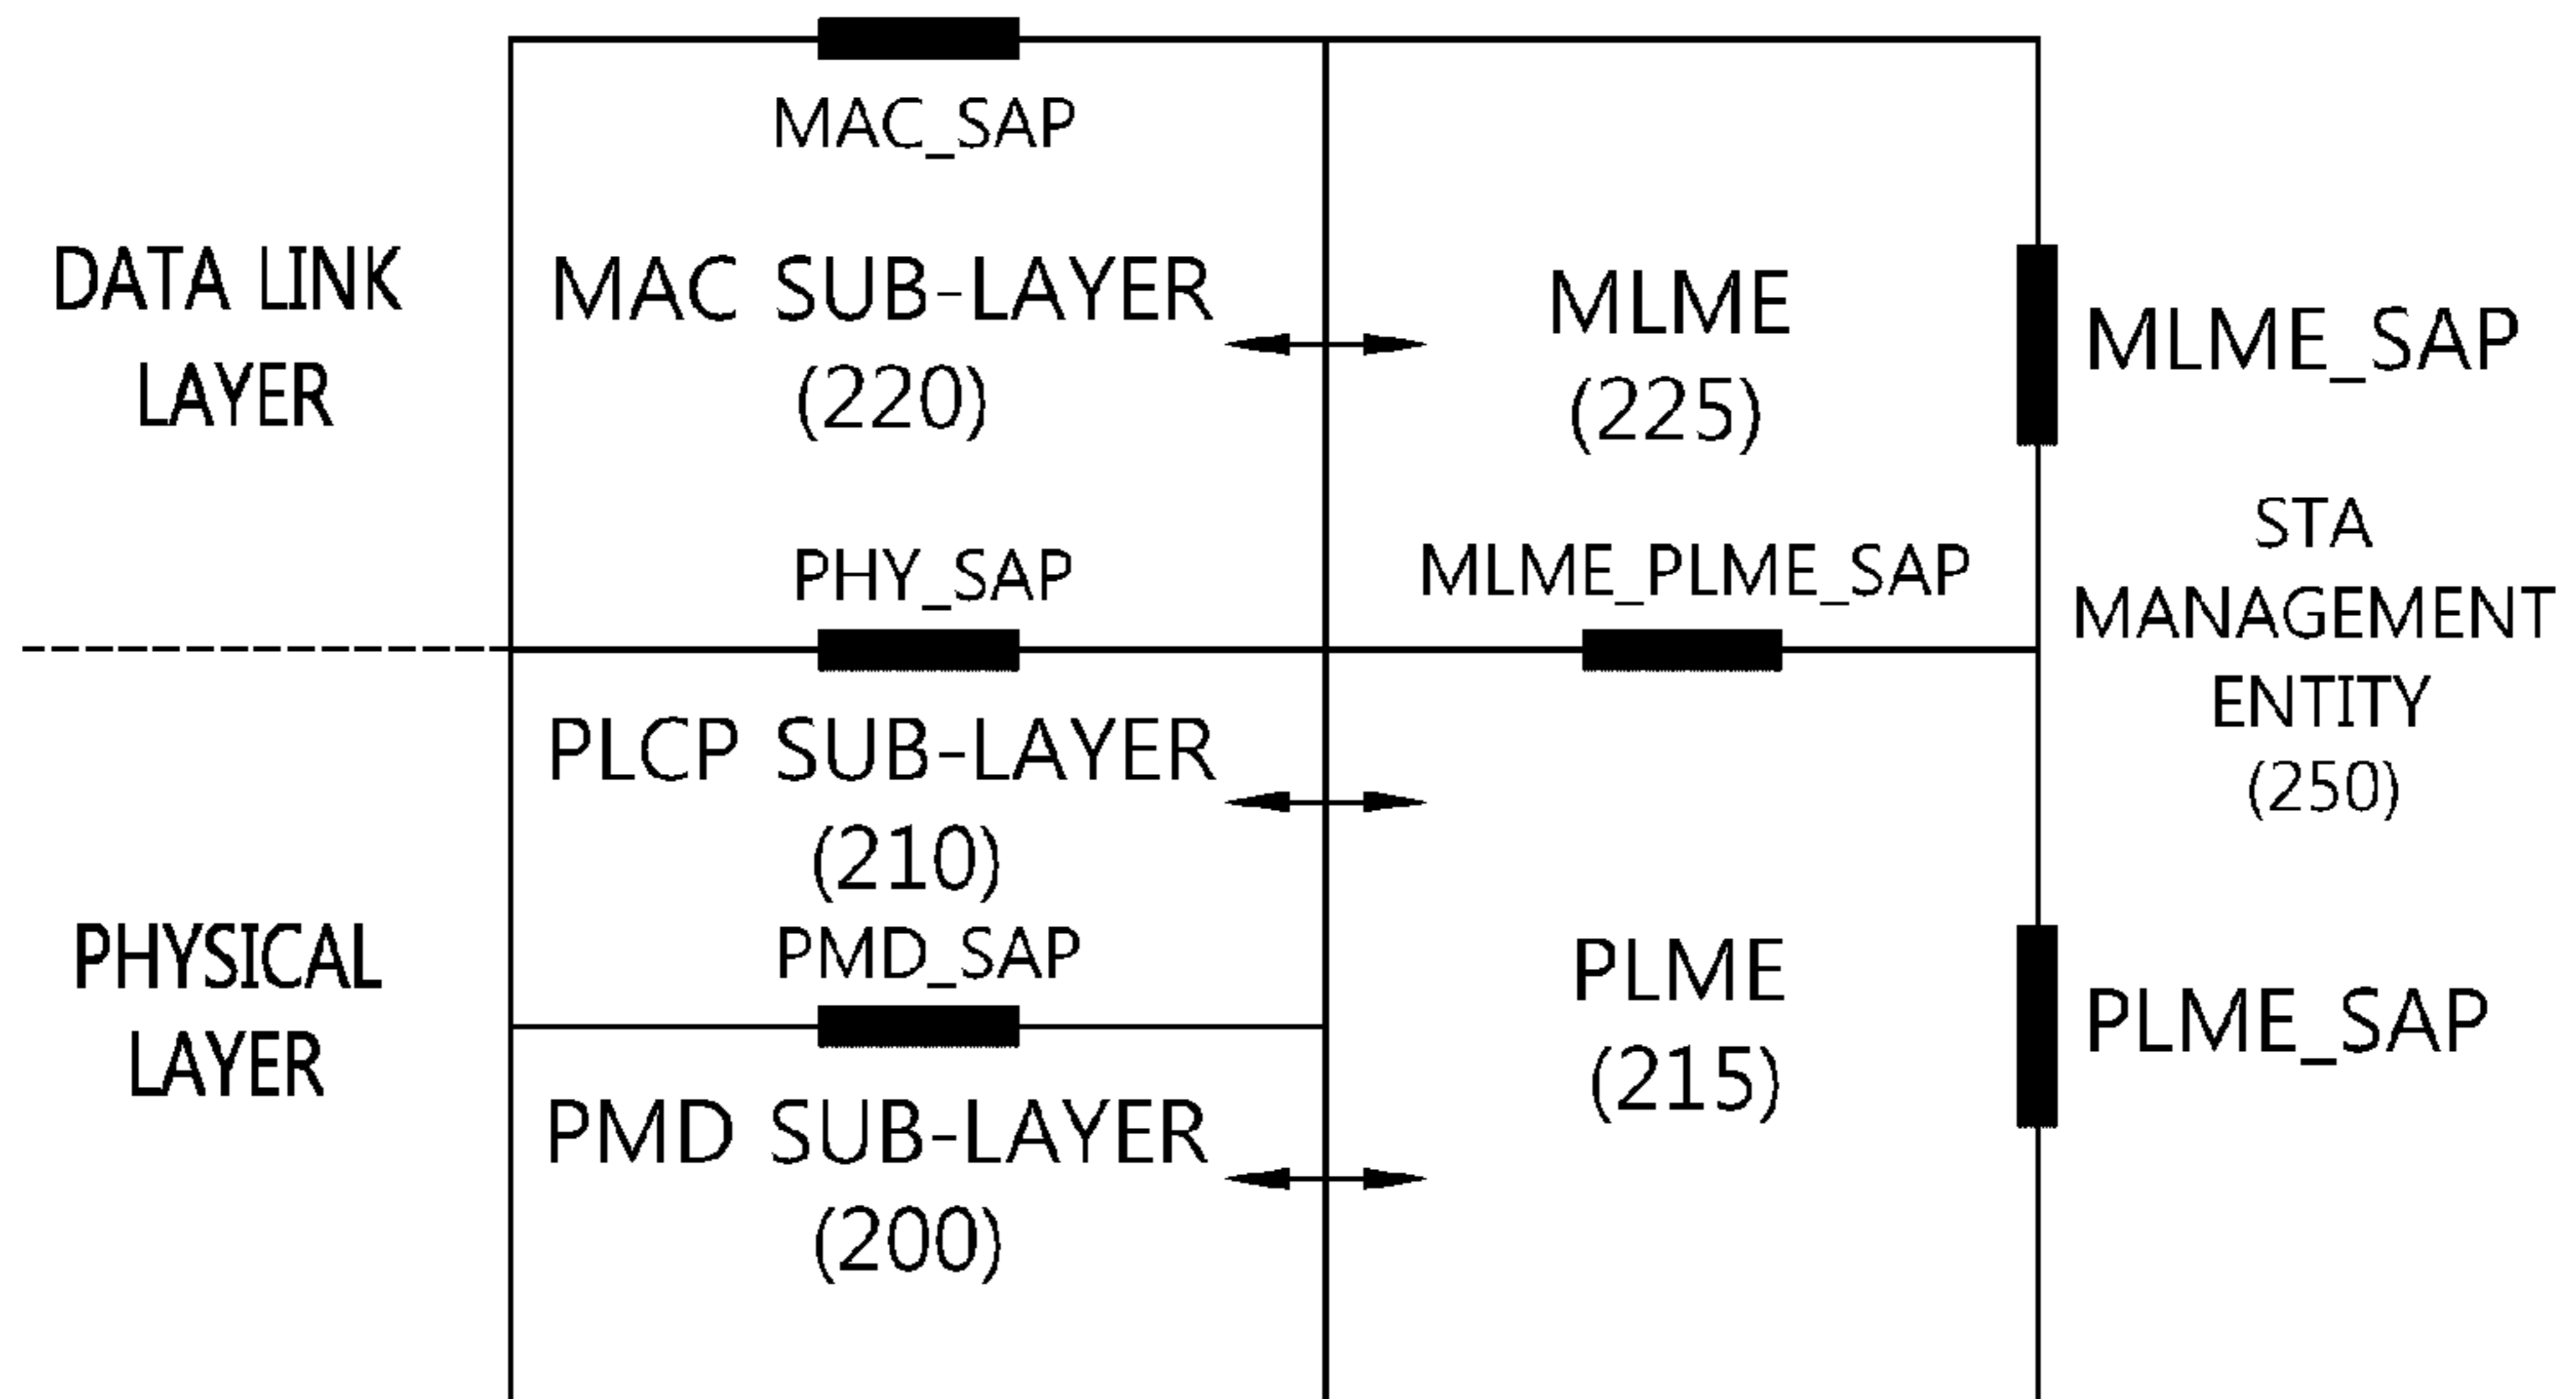 MAC_SAP
DATA LINK
LAYER
MAC SUB-LAYER
(220)
MLME
(225)
MLME_SAP
PHY_SAP
MLME_PLME_SAP
STA
MANAGEMENT
ENTITY
(250)
PLCP SUB-LAYER
(210)
PHYSICAL
LAYER
PMD_SAP
PLME
(215)
PLME_SAP
PMD SUB-LAYER
(200)